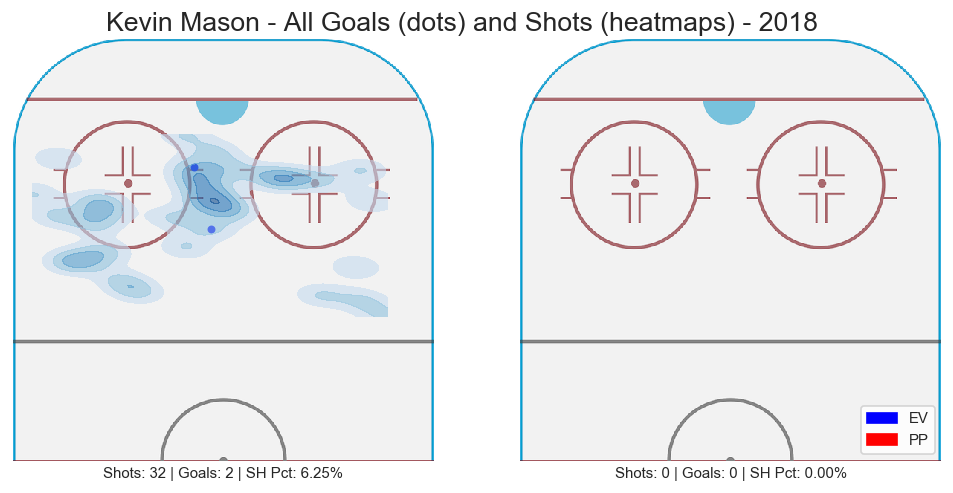 Kevin Mason - All Goals (dots) and Shots (heatmaps) - 2018
EV
PP
Shots: 32 | Goals: 2 | SH Pct: 6.25%
Shots: 0 | Goals: 0 | SH Pct: 0.00%